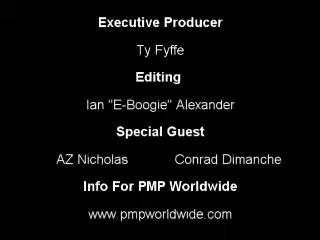 Executive Producer
Ty Fyffe
Editing
Ian "E-Boogie" Alexander
Special Guest
AZ Nicholas Conrad Dimanche
Info For PMP Worldwide
www.pmpworldwide.com